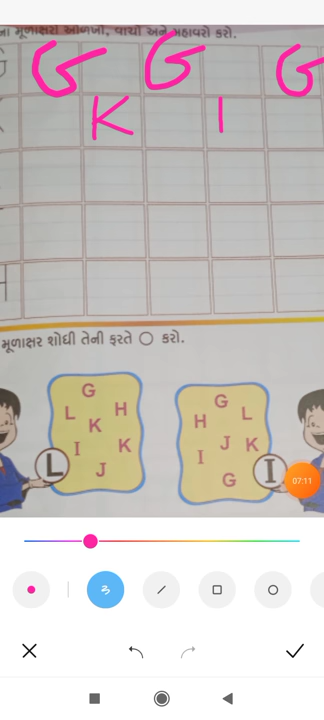 મૂળાક્ષરો ઓળખો, વાંચો અને મહાવરો કરો.
G G G
K I
મૂળાક્ષર શોધી તેની ફરતે ○ કરો.
G
L H
K
I K
J
L
G
H L
J K
I
G
I
07:11